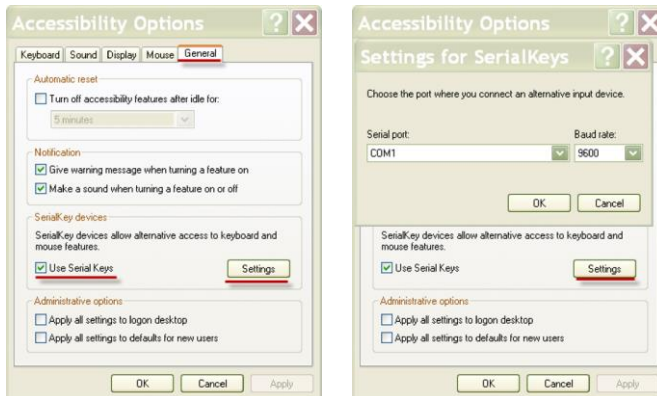 Accessibility Options
Keyboard Sound Display Mouse General
Automatic reset
Turn off accessibility features after idle for:
5 minutes
Notification
Give warning message when turning a feature on
Make a sound when turning a feature on or off
SerialKey devices
SerialKey devices allow alternative access to keyboard and
mouse features.
Use Serial Keys
Settings
Administrative options
Apply all settings to logon desktop
Apply all settings to defaults for new users
OK Cancel Apply
Accessibility Options
Settings for SerialKeys
Choose the port where you connect an alternative input device.
Serial port: Baud rate:
COM1 9600
OK Cancel
SerialKey devices allow alternative access to keyboard and
mouse features.
Use Serial Keys
Settings
Administrative options
Apply all settings to logon desktop
Apply all settings to defaults for new users
OK Cancel Apply